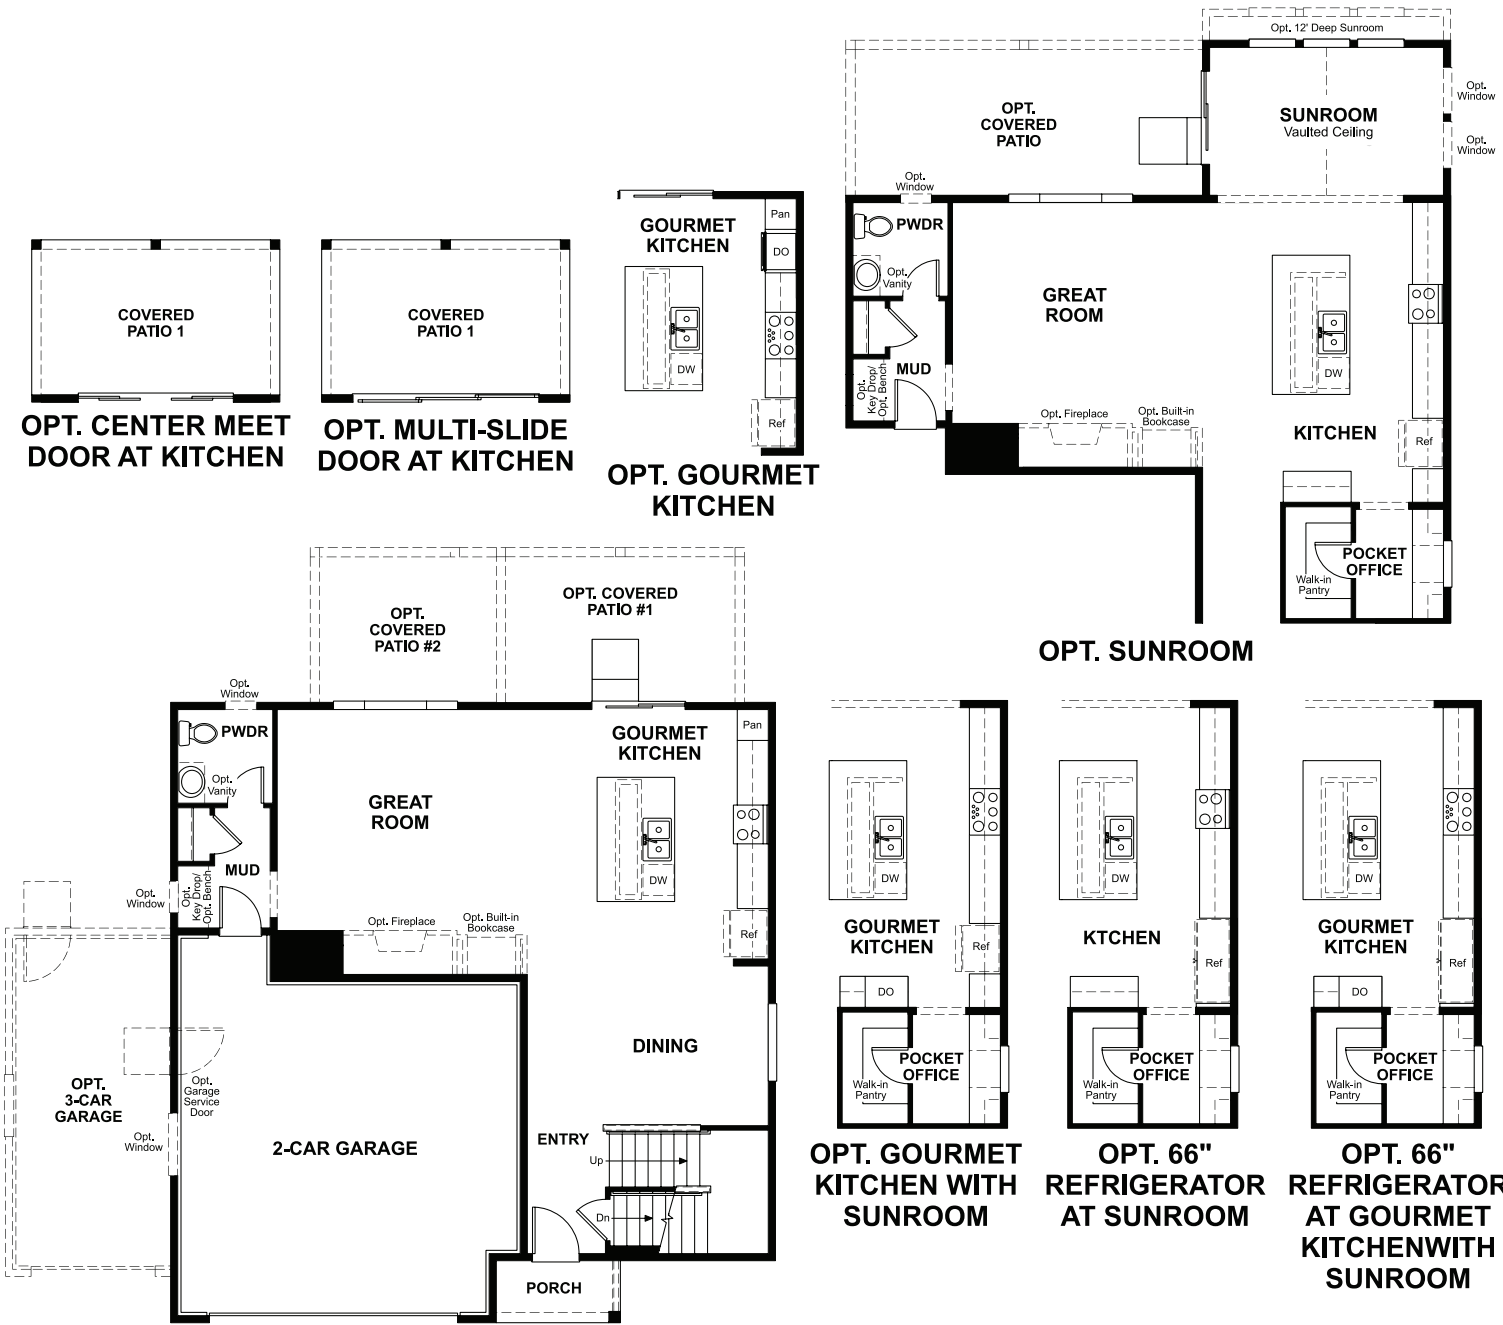 COVERED
PATIO 1
OPT. CENTER MEET
DOOR AT KITCHEN
COVERED
PATIO 1
OPT. MULTI-SLIDE
DOOR AT KITCHEN
GOURMET
KITCHEN
Pan
DO
DW
Ref
OPT. GOURMET
KITCHEN
Opt. 12' Deep Sunroom
OPT.
COVERED
PATIO
SUNROOM
Vaulted Ceiling
Opt.
Window
Opt.
Window
Opt.
Window
PWDR
Opt.
Vanity
GREAT
ROOM
MUD
Opt.
Key Drop/
Opt. Bench
Opt. Fireplace
Opt. Built-in
Bookcase
DW
KITCHEN
Ref
POCKET
OFFICE
Walk-in
Pantry
OPT. SUNROOM
OPT.
COVERED
PATIO #2
OPT. COVERED
PATIO #1
Opt.
Window
PWDR
Opt.
Vanity
GREAT
ROOM
GOURMET
KITCHEN
Pan
DW
Ref
MUD
Opt.
Window
Opt.
Key Drop/
Opt. Bench
Opt. Fireplace
Opt. Built-in
Bookcase
DINING
OPT.
3-CAR
GARAGE
Opt.
Garage
Service
Door
Opt.
Window
2-CAR GARAGE
ENTRY
Up
Dn
PORCH
DW
GOURMET
KITCHEN
Ref
DO
POCKET
OFFICE
Walk-in
Pantry
OPT. GOURMET
KITCHEN WITH
SUNROOM
DW
KTCHEN
Ref
POCKET
OFFICE
Walk-in
Pantry
OPT. 66"
REFRIGERATOR
AT SUNROOM
DW
GOURMET
KITCHEN
Ref
DO
POCKET
OFFICE
Walk-in
Pantry
OPT. 66"
REFRIGERATOR
AT GOURMET
KITCHENWITH
SUNROOM